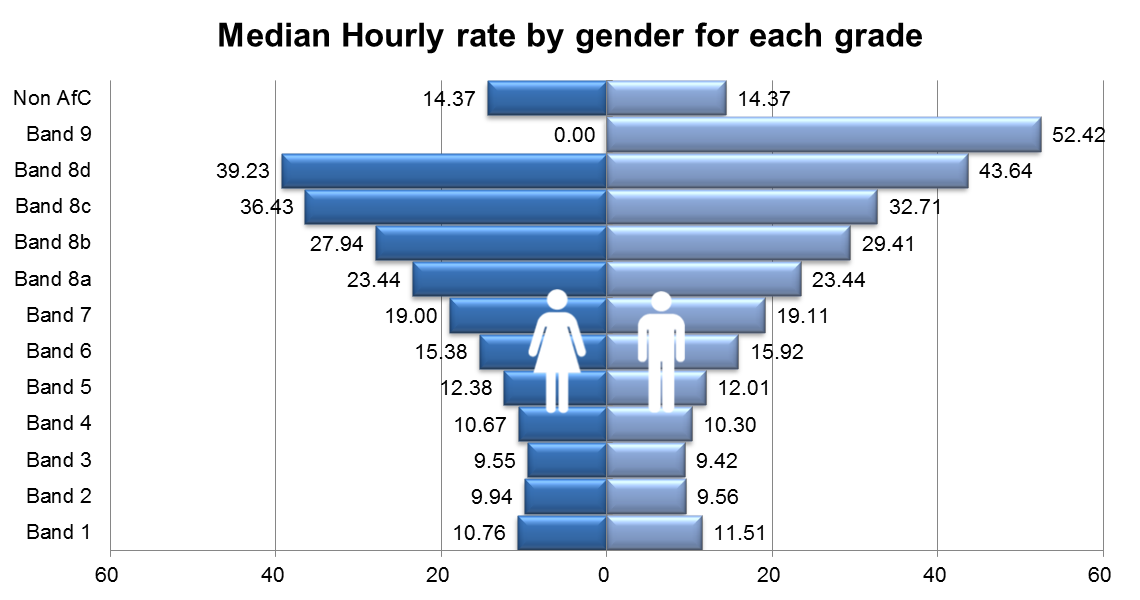 Median Hourly rate by gender for each grade
Non AfC 14.37 14.37
Band 9 0.00 52.42
Band 8d 39.23 43.64
Band 8c 36.43 32.71
Band 8b 27.94 29.41
Band 8a 23.44 23.44
Band 7 19.00 19.11
Band 6 15.38 15.92
Band 5 12.38 12.01
Band 4 10.67 10.30
Band 3 9.55 9.42
Band 2 9.94 9.56
Band 1 10.76 11.51
60 40 20 0 20 40 60